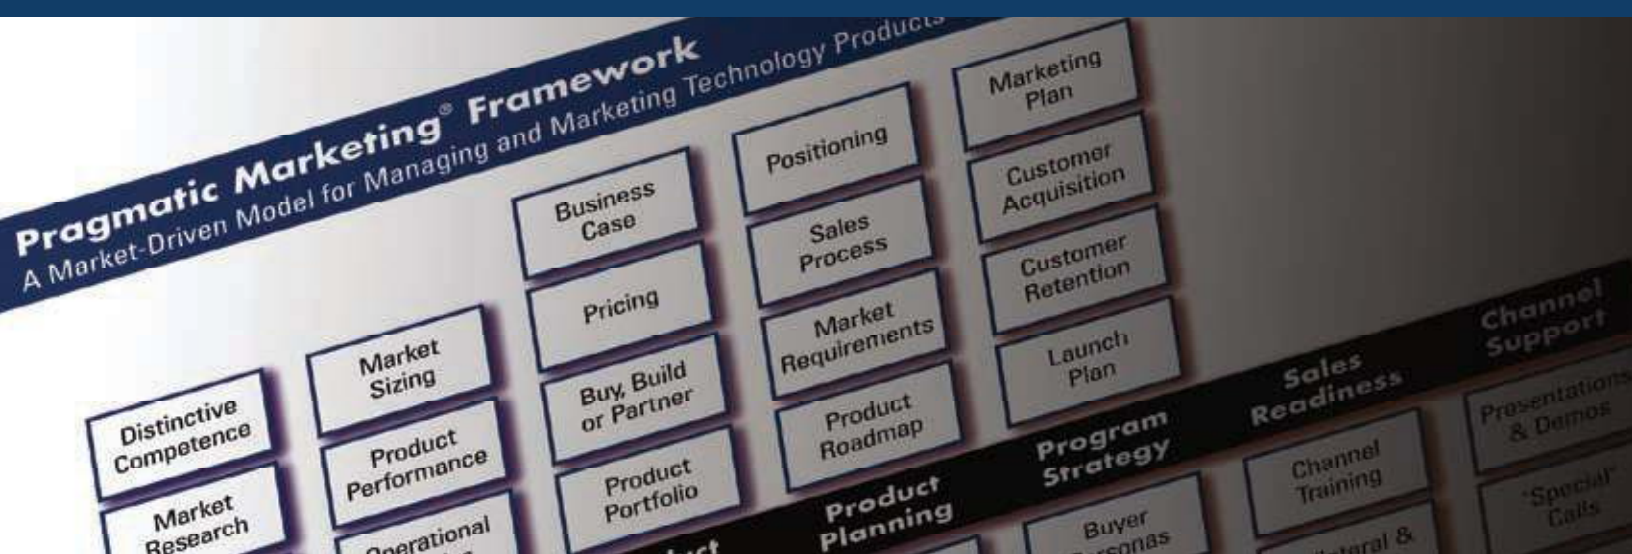 Pragmatic Marketing® Framework
A Market-Driven Model for Managing and Marketing Technology Products
Distinctive
Competence
Market
Research
Market
Sizing
Product
Performance
Operational
Business
Case
Pricing
Buy, Build
or Partner
Product
Portfolio
Positioning
Sales
Process
Market
Requirements
Product
Roadmap
Marketing
Plan
Customer
Acquisition
Customer
Retention
Launch
Plan
Product
Planning
Program
Strategy
Sales
Readiness
Channel
Support
Buyer
Channel
Training
Presentations
& Demos
"Special"
Calls